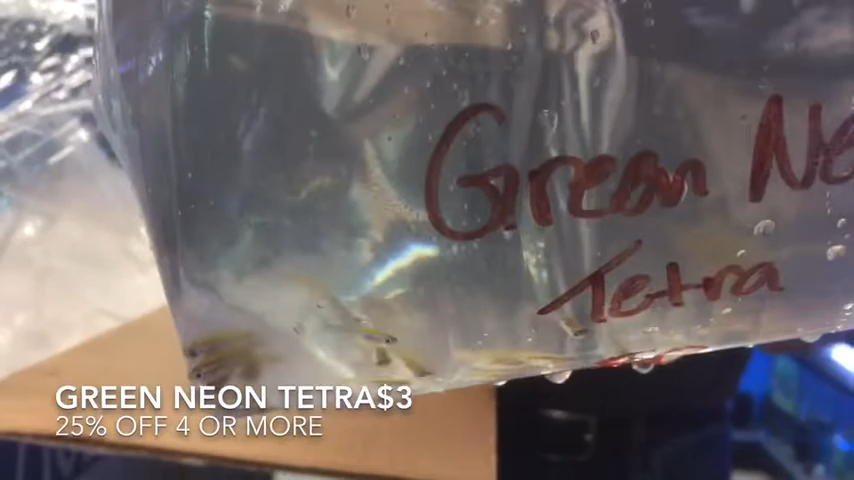 Green Ne
Tetra
GREEN NEON TETRA$3
25% OFF 4 OR MORE